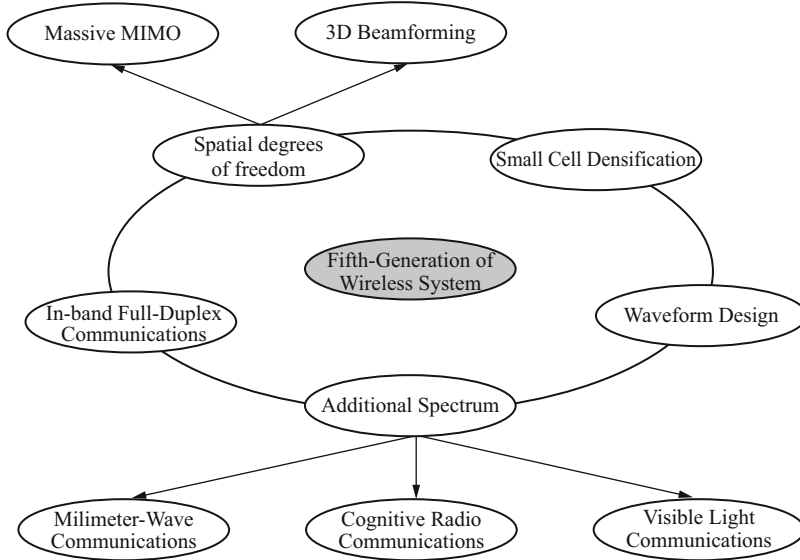 Massive MIMO
3D Beamforming
Spatial degrees
of freedom
Small Cell Densification
Fifth-Generation of
Wireless System
In-band Full-Duplex
Communications
Waveform Design
Additional Spectrum
Milimeter-Wave
Communications
Cognitive Radio
Communications
Visible Light
Communications